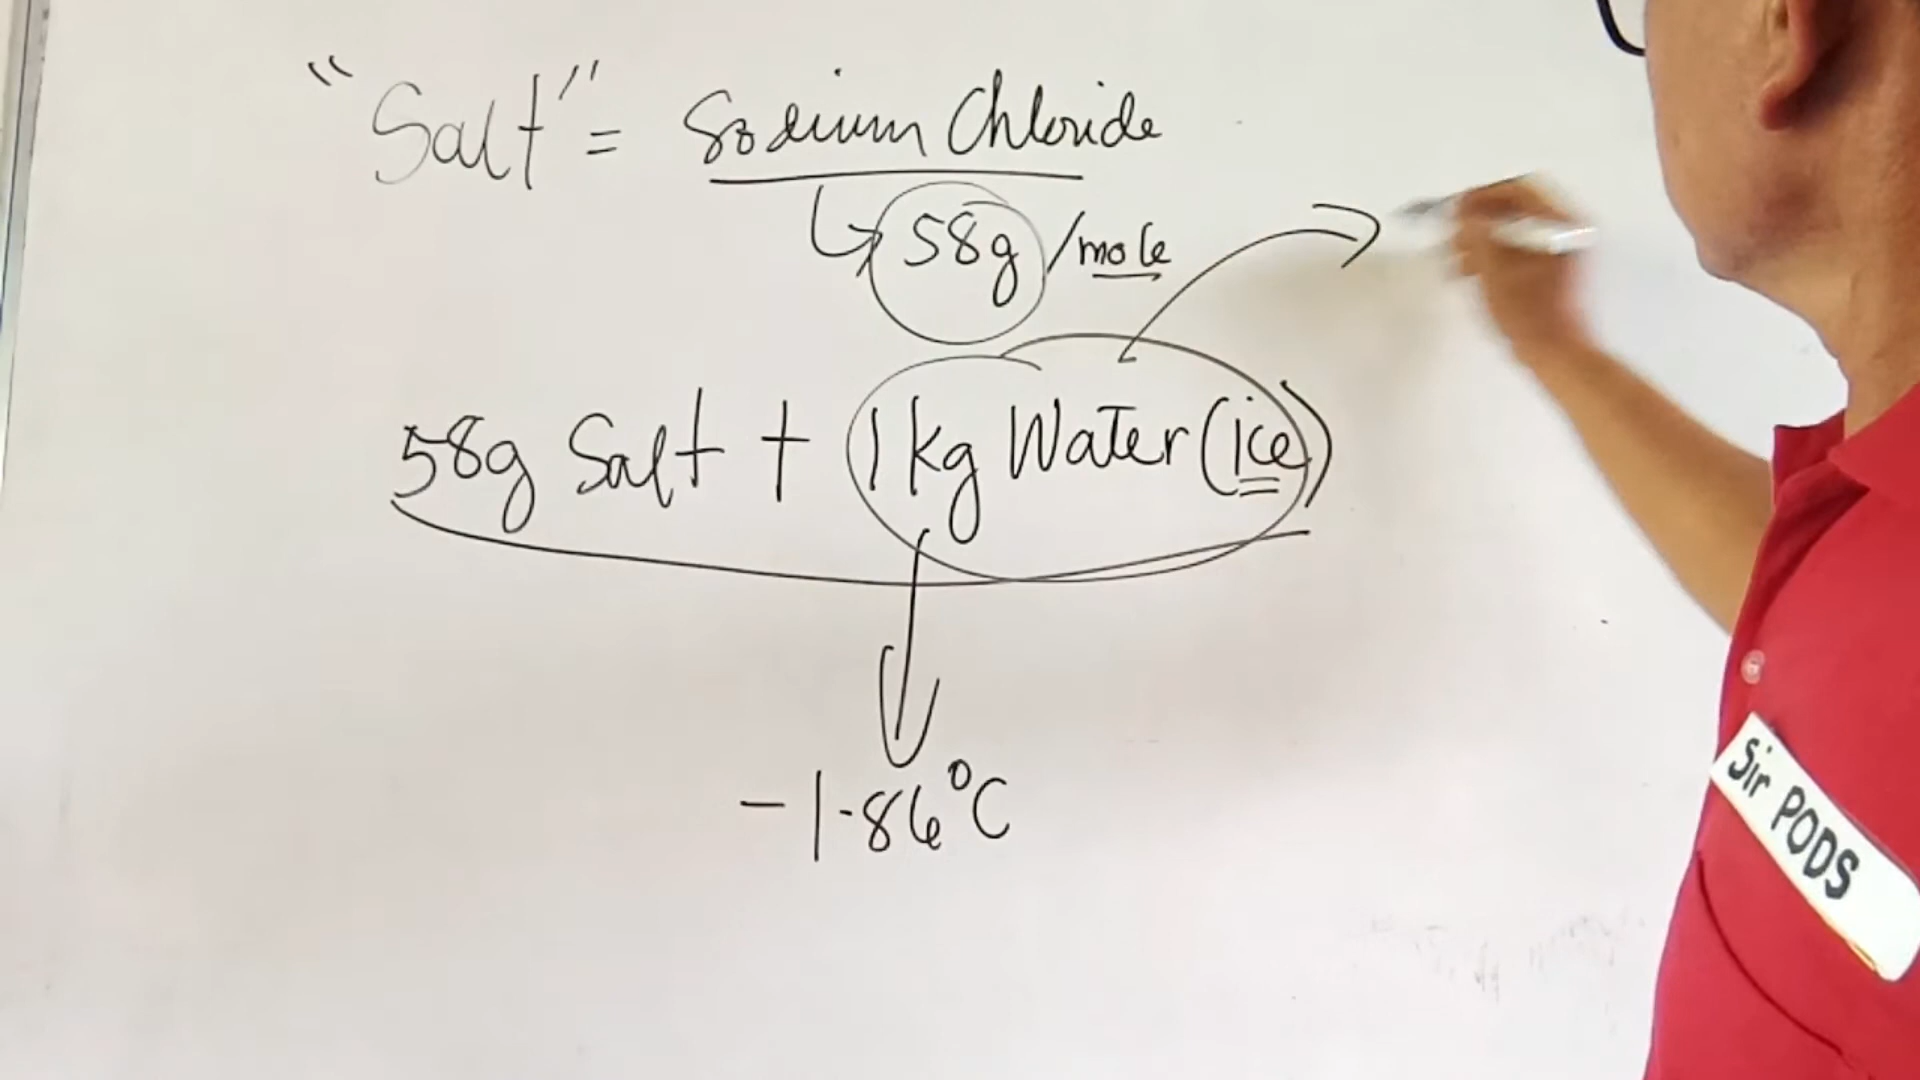 "Salt" = Sodium Chloride
58g/mole
58g Salt + 1kg Water (ice)
-1.86°C
Sir PODS